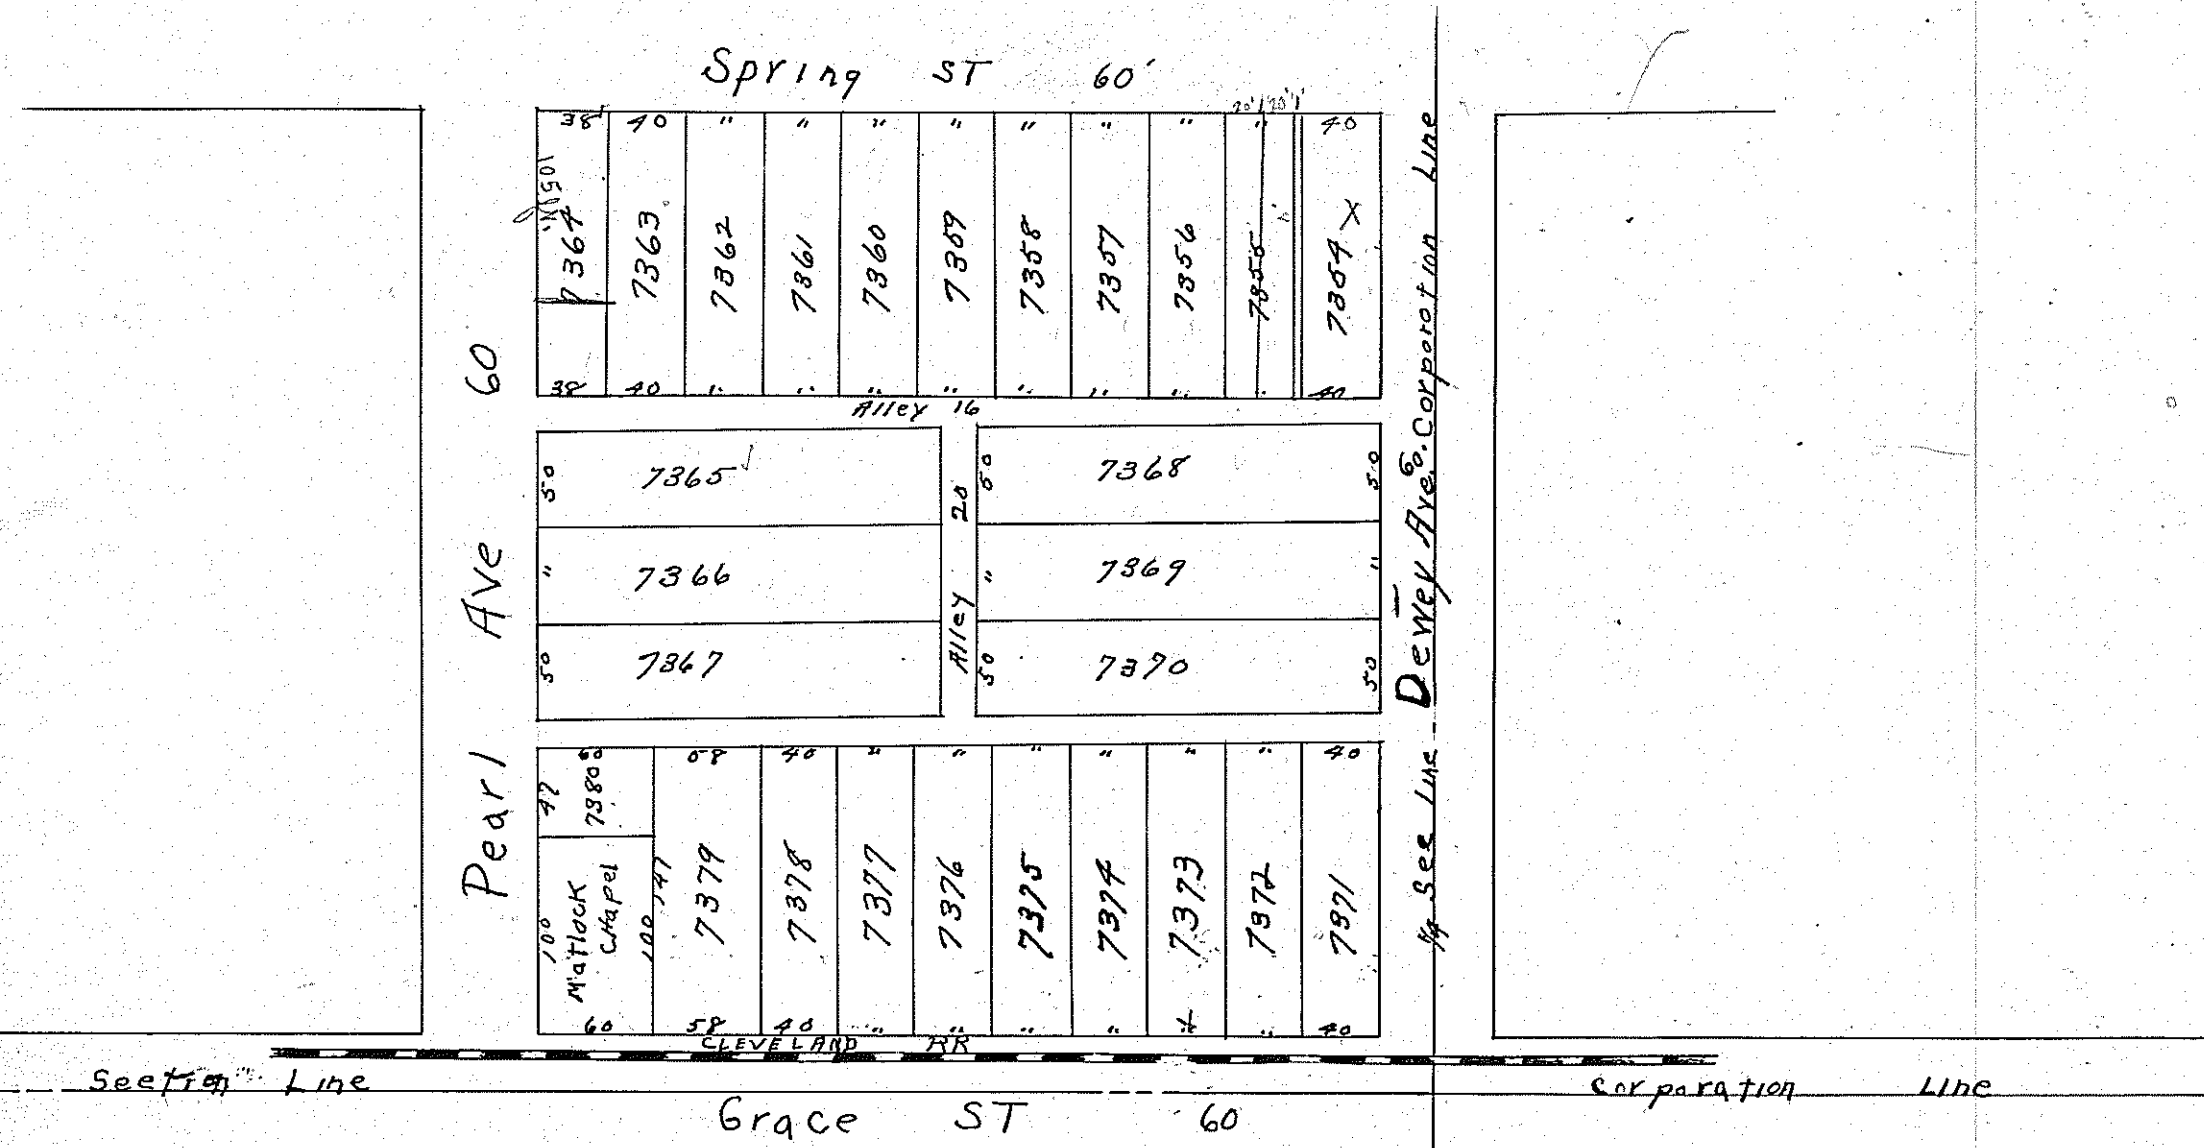 Spring ST 60'
20' 20'
38 40 " " " " " " " " 40
105'
7364 7363 7362 7361 7360 7359 7358 7357 7356 7355 7354 X
38 40 " " " " " " " " 40
Alley 16
Pearl Ave 60
50 7365 50 7368 50
" 7366 " 7369 "
50 7367 50 7370 50
Alley 20
Dewey Ave. 60. Corporotion Line
1/4 Sec Line
60 58 40 " " " " " " 40
47 7380
100 Matlock Chapel 100 147
7379 7378 7377 7376 7375 7374 7373 7372 7371
60 58 40 " " " " " " 40
CLEVELAND RR
Section Line
Corporation Line
Grace ST 60